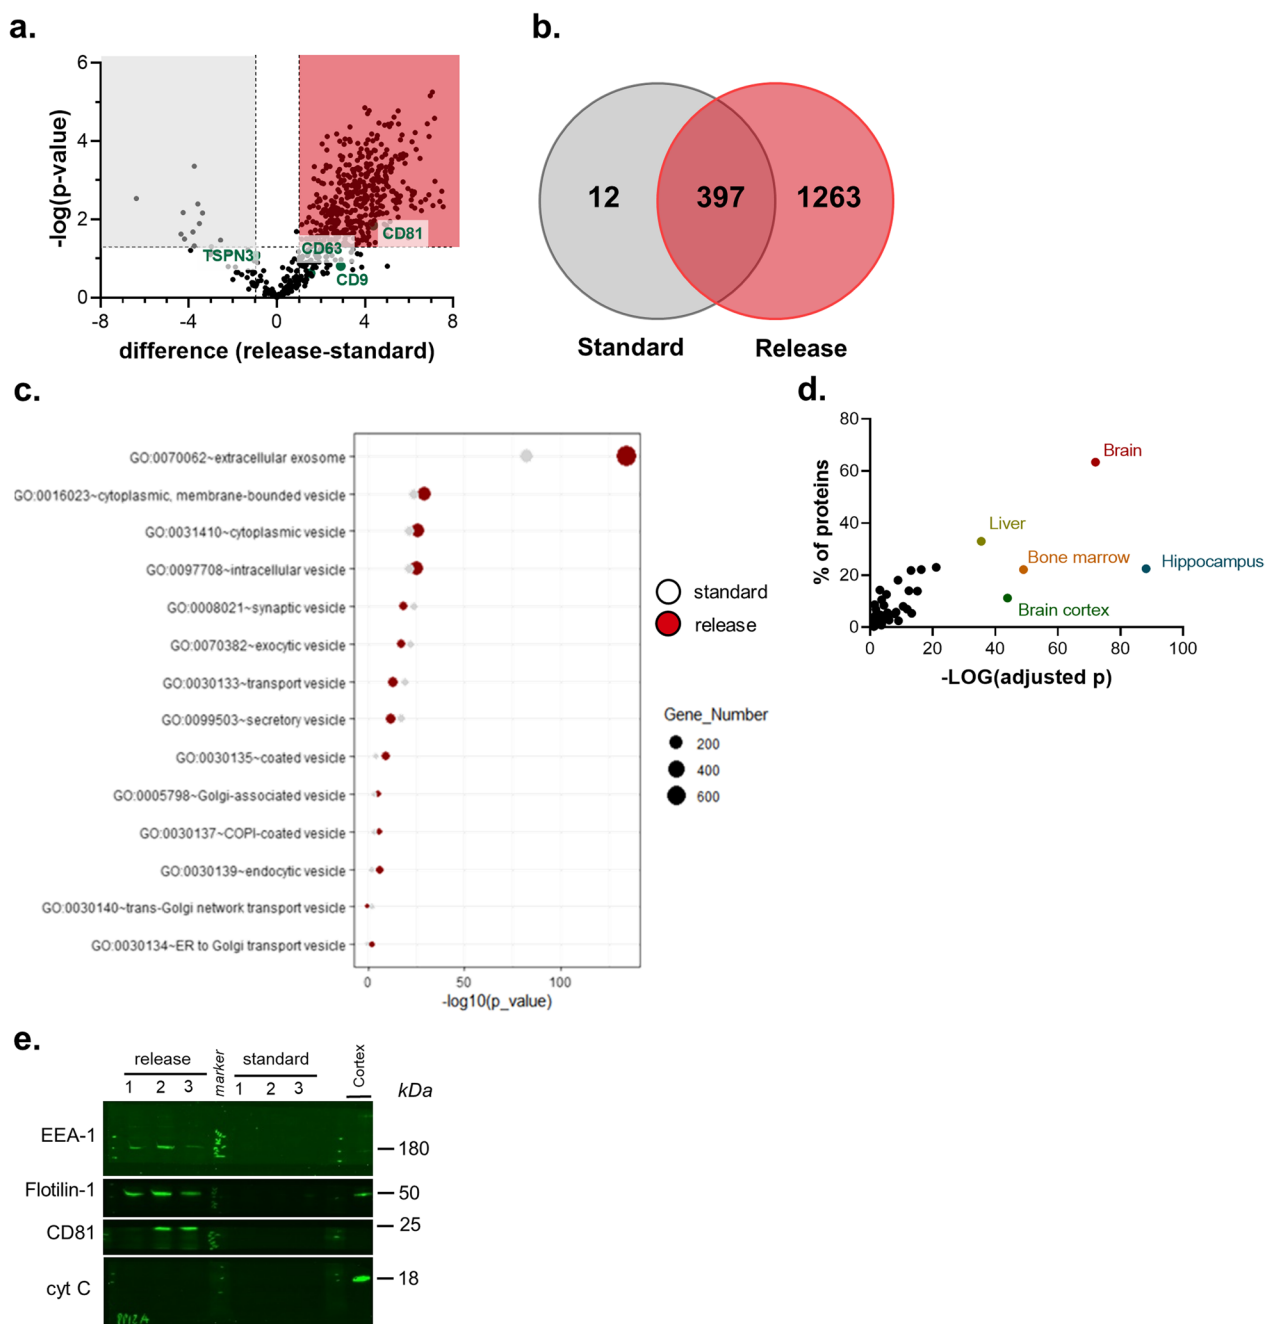 a.
b.
6
4
2
0
-log(p-value)
CD81
CD63
TSPN3
CD9
-8
-4
0
4
8
difference (release-standard)
12
397
1263
Standard
Release
c.
GO:0070062~extracellular exosome
GO:0016023~cytoplasmic, membrane-bounded vesicle
GO:0031410~cytoplasmic vesicle
GO:0097708~intracellular vesicle
GO:0008021~synaptic vesicle
GO:0070382~exocytic vesicle
GO:0030133~transport vesicle
GO:0099503~secretory vesicle
GO:0030135~coated vesicle
GO:0005798~Golgi-associated vesicle
GO:0030137~COPI-coated vesicle
GO:0030139~endocytic vesicle
GO:0030140~trans-Golgi network transport vesicle
GO:0030134~ER to Golgi transport vesicle
0
50
100
-log10(p_value)
standard
release
Gene_Number
200
400
600
d.
80
60
40
20
0
% of proteins
Brain
Liver
Bone marrow
Hippocampus
Brain cortex
0
20
40
60
80
100
-LOG(adjusted p)
e.
release
marker
standard
Cortex
1
2
3
1
2
3
kDa
EEA-1
180
Flotilin-1
50
CD81
25
cyt C
18